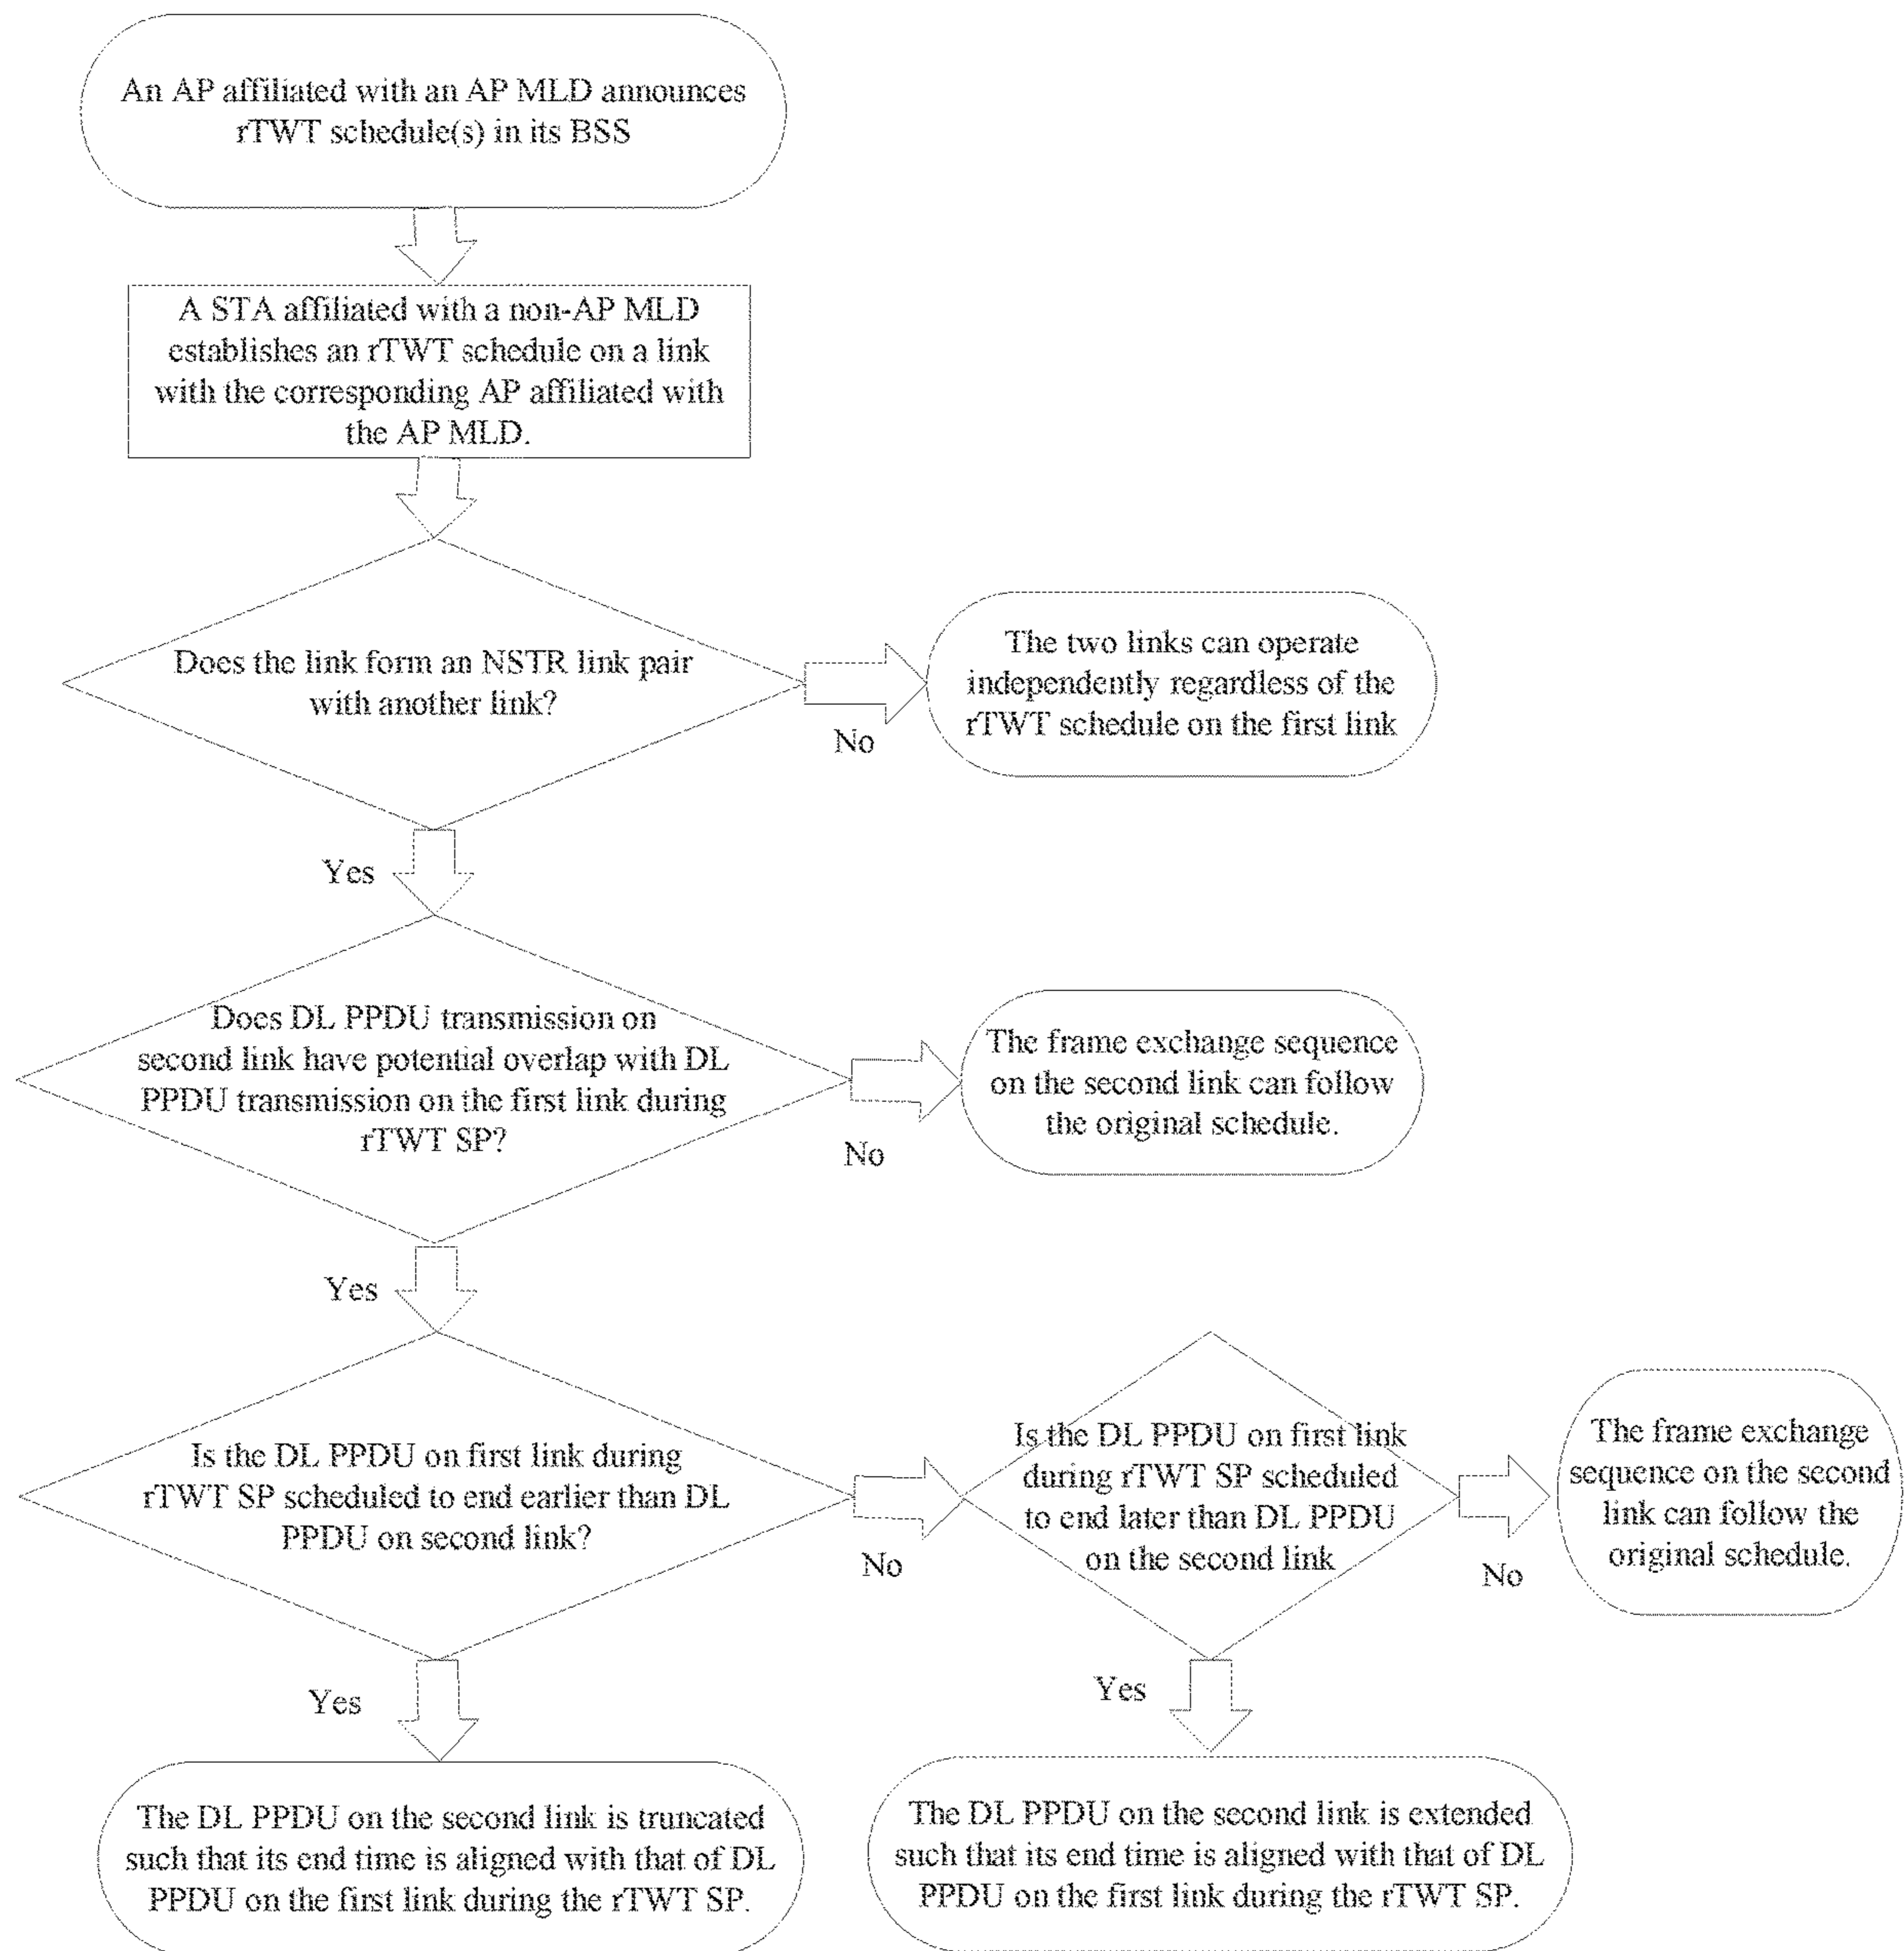 An AP affiliated with an AP MLD announces
rTWT schedule(s) in its BSS
A STA affiliated with a non-AP MLD
establishes an rTWT schedule on a link
with the corresponding AP affiliated with
the AP MLD.
Does the link form an NSTR link pair
with another link?
No
The two links can operate
independently regardless of the
rTWT schedule on the first link
Yes
Does DL PPDU transmission on
second link have potential overlap with DL
PPDU transmission on the first link during
rTWT SP?
No
The frame exchange sequence
on the second link can follow
the original schedule.
Yes
Is the DL PPDU on first link during
rTWT SP scheduled to end earlier than DL
PPDU on second link?
No
Is the DL PPDU on first link
during rTWT SP scheduled
to end later than DL PPDU
on the second link
No
The frame exchange
sequence on the second
link can follow the
original schedule.
Yes
The DL PPDU on the second link is truncated
such that its end time is aligned with that of DL
PPDU on the first link during the rTWT SP.
Yes
The DL PPDU on the second link is extended
such that its end time is aligned with that of DL
PPDU on the first link during the rTWT SP.